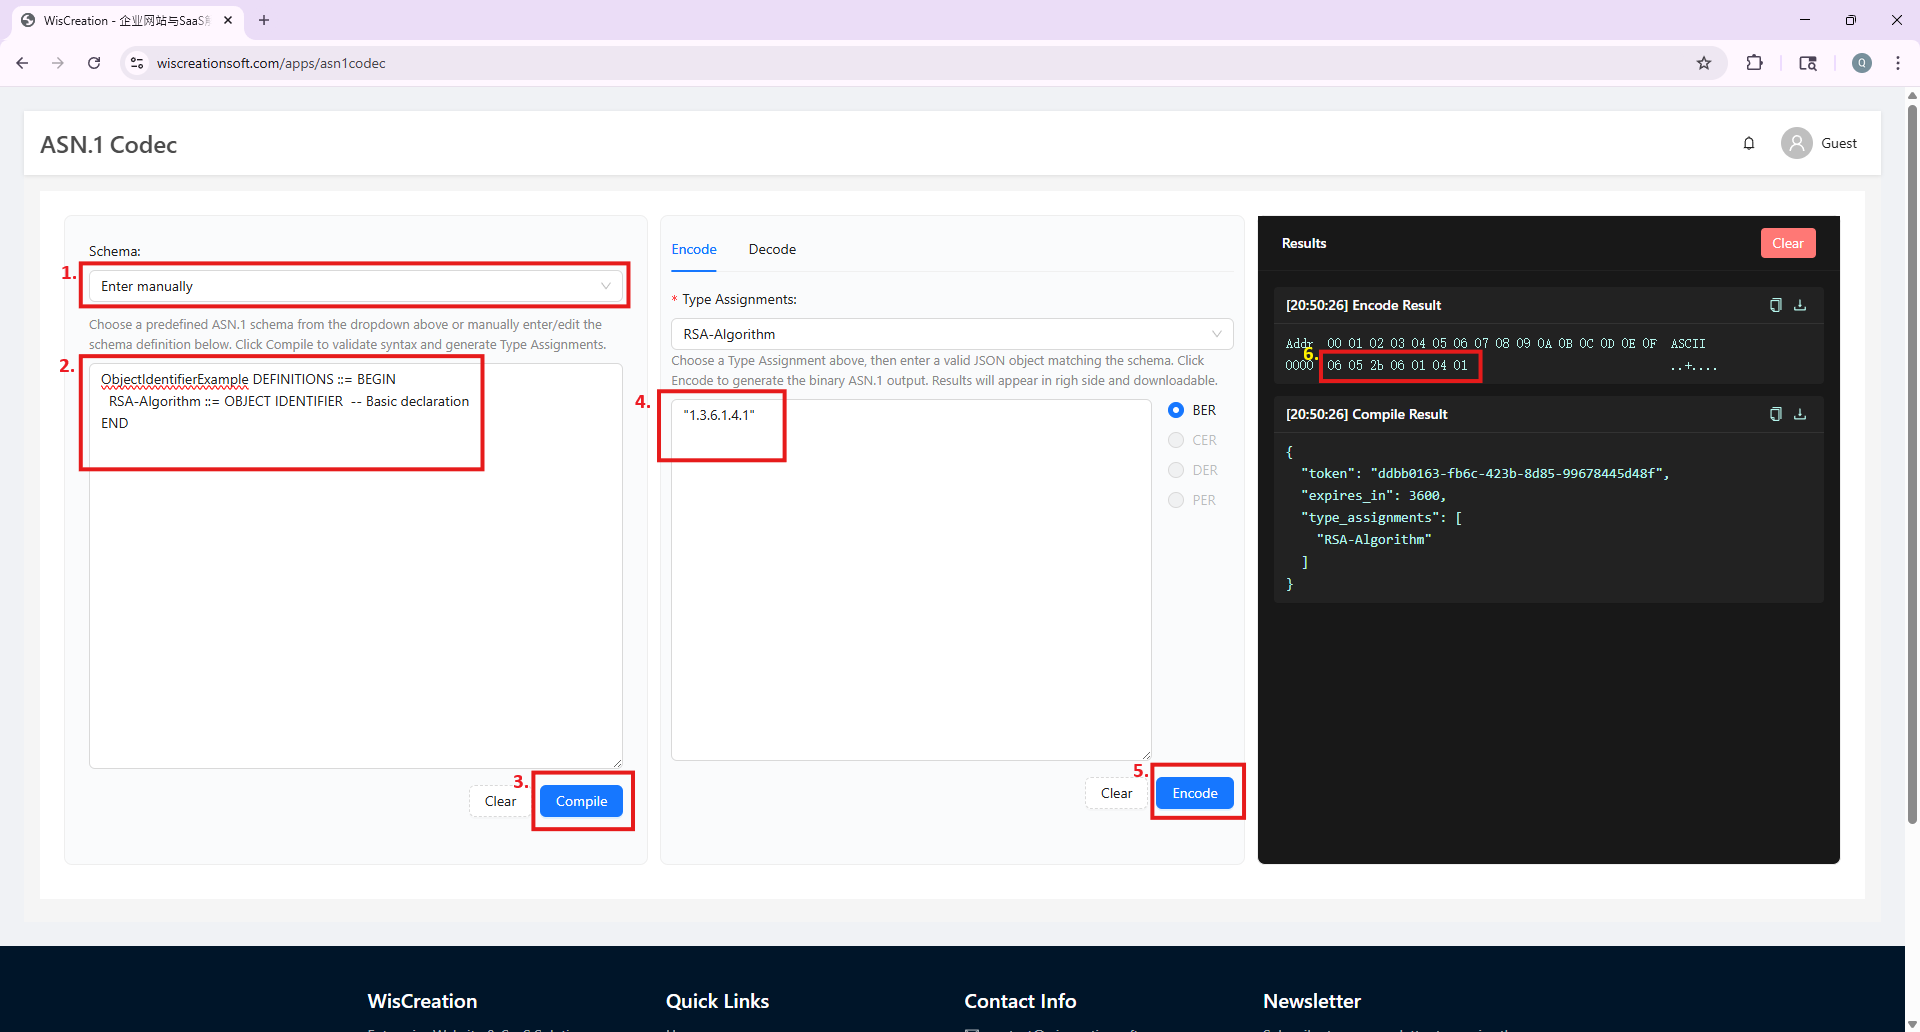 WisCreation - 企业网站与SaaS
wiscreationsoft.com/apps/asn1codec
Q
ASN.1 Codec
Guest
Schema:
1.
Enter manually
Choose a predefined ASN.1 schema from the dropdown above or manually enter/edit the
schema definition below. Click Compile to validate syntax and generate Type Assignments.
2.
ObjectIdentifierExample DEFINITIONS ::= BEGIN
RSA-Algorithm ::= OBJECT IDENTIFIER -- Basic declaration
END
3.
Clear
Compile
Encode
Decode
* Type Assignments:
RSA-Algorithm
Choose a Type Assignment above, then enter a valid JSON object matching the schema. Click
Encode to generate the binary ASN.1 output. Results will appear in righ side and downloadable.
4.
"1.3.6.1.4.1"
BER
CER
DER
PER
5.
Clear
Encode
Results
Clear
[20:50:26] Encode Result
Addr 00 01 02 03 04 05 06 07 08 09 0A 0B 0C 0D 0E 0F ASCII
6.
0000 06 05 2b 06 01 04 01 ..+....
[20:50:26] Compile Result
{
"token": "ddbb0163-fb6c-423b-8d85-99678445d48f",
"expires_in": 3600,
"type_assignments": [
"RSA-Algorithm"
]
}
WisCreation
Quick Links
Contact Info
Newsletter